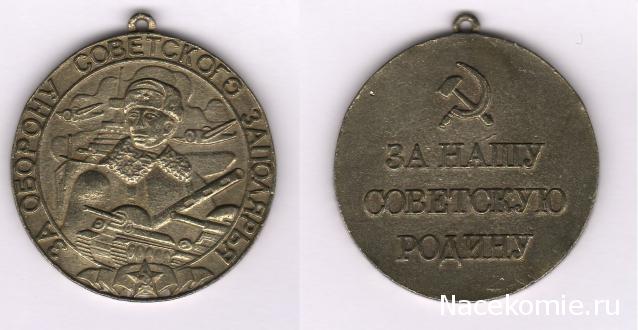 ЗА ОБОРОНУ СОВЕТСКОГО ЗАПОЛЯРЬЯ
ЗА НАШУ
СОВЕТСКУЮ
РОДИНУ
Nacekomie.ru